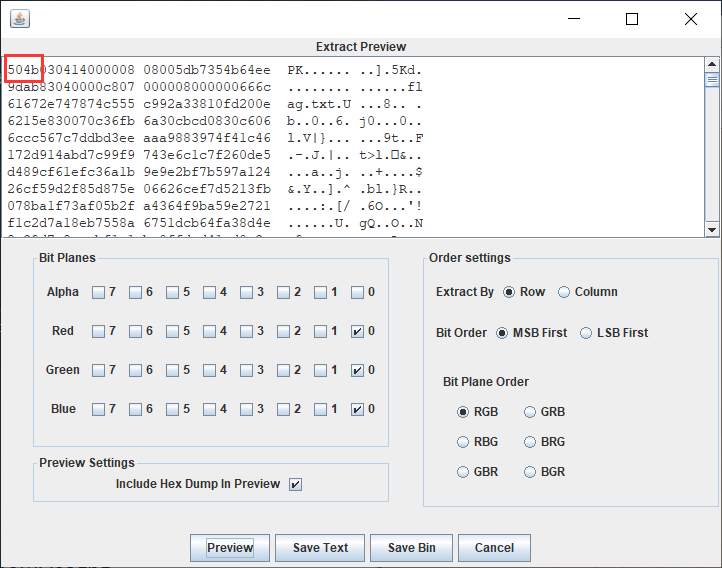 Extract Preview
504b030414000008 08005db7354b64ee PK...... ..].5Kd.
9dab83040000c807 000008000000666c ........ ......fl
61672e747874c555 c992a33810fd200e ag.txt.U ...8.. .
6215e830070c36fb 6a30cbcd0830c606 b..0..6. j0...0..
6ccc567c7ddbd3ee aaa9883974f41c46 l.V|}... ...9t..F
172d914abd7c99f9 743e6c1c7f260de5 .-.J.|.. t>l.&..
d489cf61efc36a1b 9e9e2bf7b597a124 ...a..j. ..+....$
26cf59d2f85d875e 06626cef7d5213fb &.Y..].^ .bl.}R..
078ba1f73af05b2f a4364f9ba59e2721 ....:.[/ .6O...'!
f1c2d7a18eb7558a 6751dcb64fa38d4e ......U. gQ..O..N
Bit Planes
Alpha 7 6 5 4 3 2 1 0
Red 7 6 5 4 3 2 1 0
Green 7 6 5 4 3 2 1 0
Blue 7 6 5 4 3 2 1 0
Preview Settings
Include Hex Dump In Preview
Order settings
Extract By Row Column
Bit Order MSB First LSB First
Bit Plane Order
RGB GRB
RBG BRG
GBR BGR
Preview Save Text Save Bin Cancel